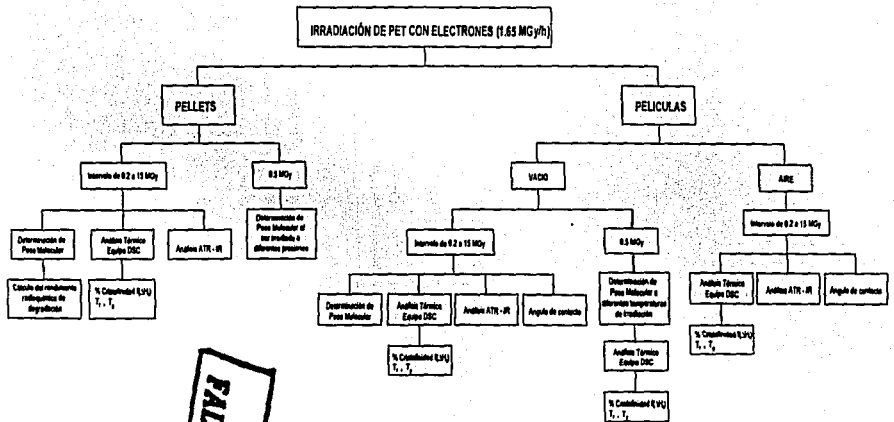 IRRADIACIÓN DE PET CON ELECTRONES (1.65 MGy/h)
PELLETS
PELICULAS
Intervalo de 0.2 a 15 MGy
0.5 MGy
VACIO
AIRE
Determinación de
Peso Molecular
Análisis Térmico
Equipo DSC
Análisis ATR - IR
Determinación de
Peso Molecular al
ser irradiado a
diferentes presiones
Cálculo del rendimiento
radioquímico de
degradación
% Cristalinidad
Intervalo de 0.2 a 15 MGy
0.5 MGy
Intervalo de 0.2 a 15 MGy
Determinación de
Peso Molecular
Análisis Térmico
Equipo DSC
Análisis ATR - IR
Angulo de contacto
Determinación de
Peso Molecular a
diferentes temperaturas
de irradiación
Análisis Térmico
Equipo DSC
Análisis ATR - IR
Angulo de contacto
% Cristalinidad
Análisis Térmico
Equipo DSC
% Cristalinidad
% Cristalinidad